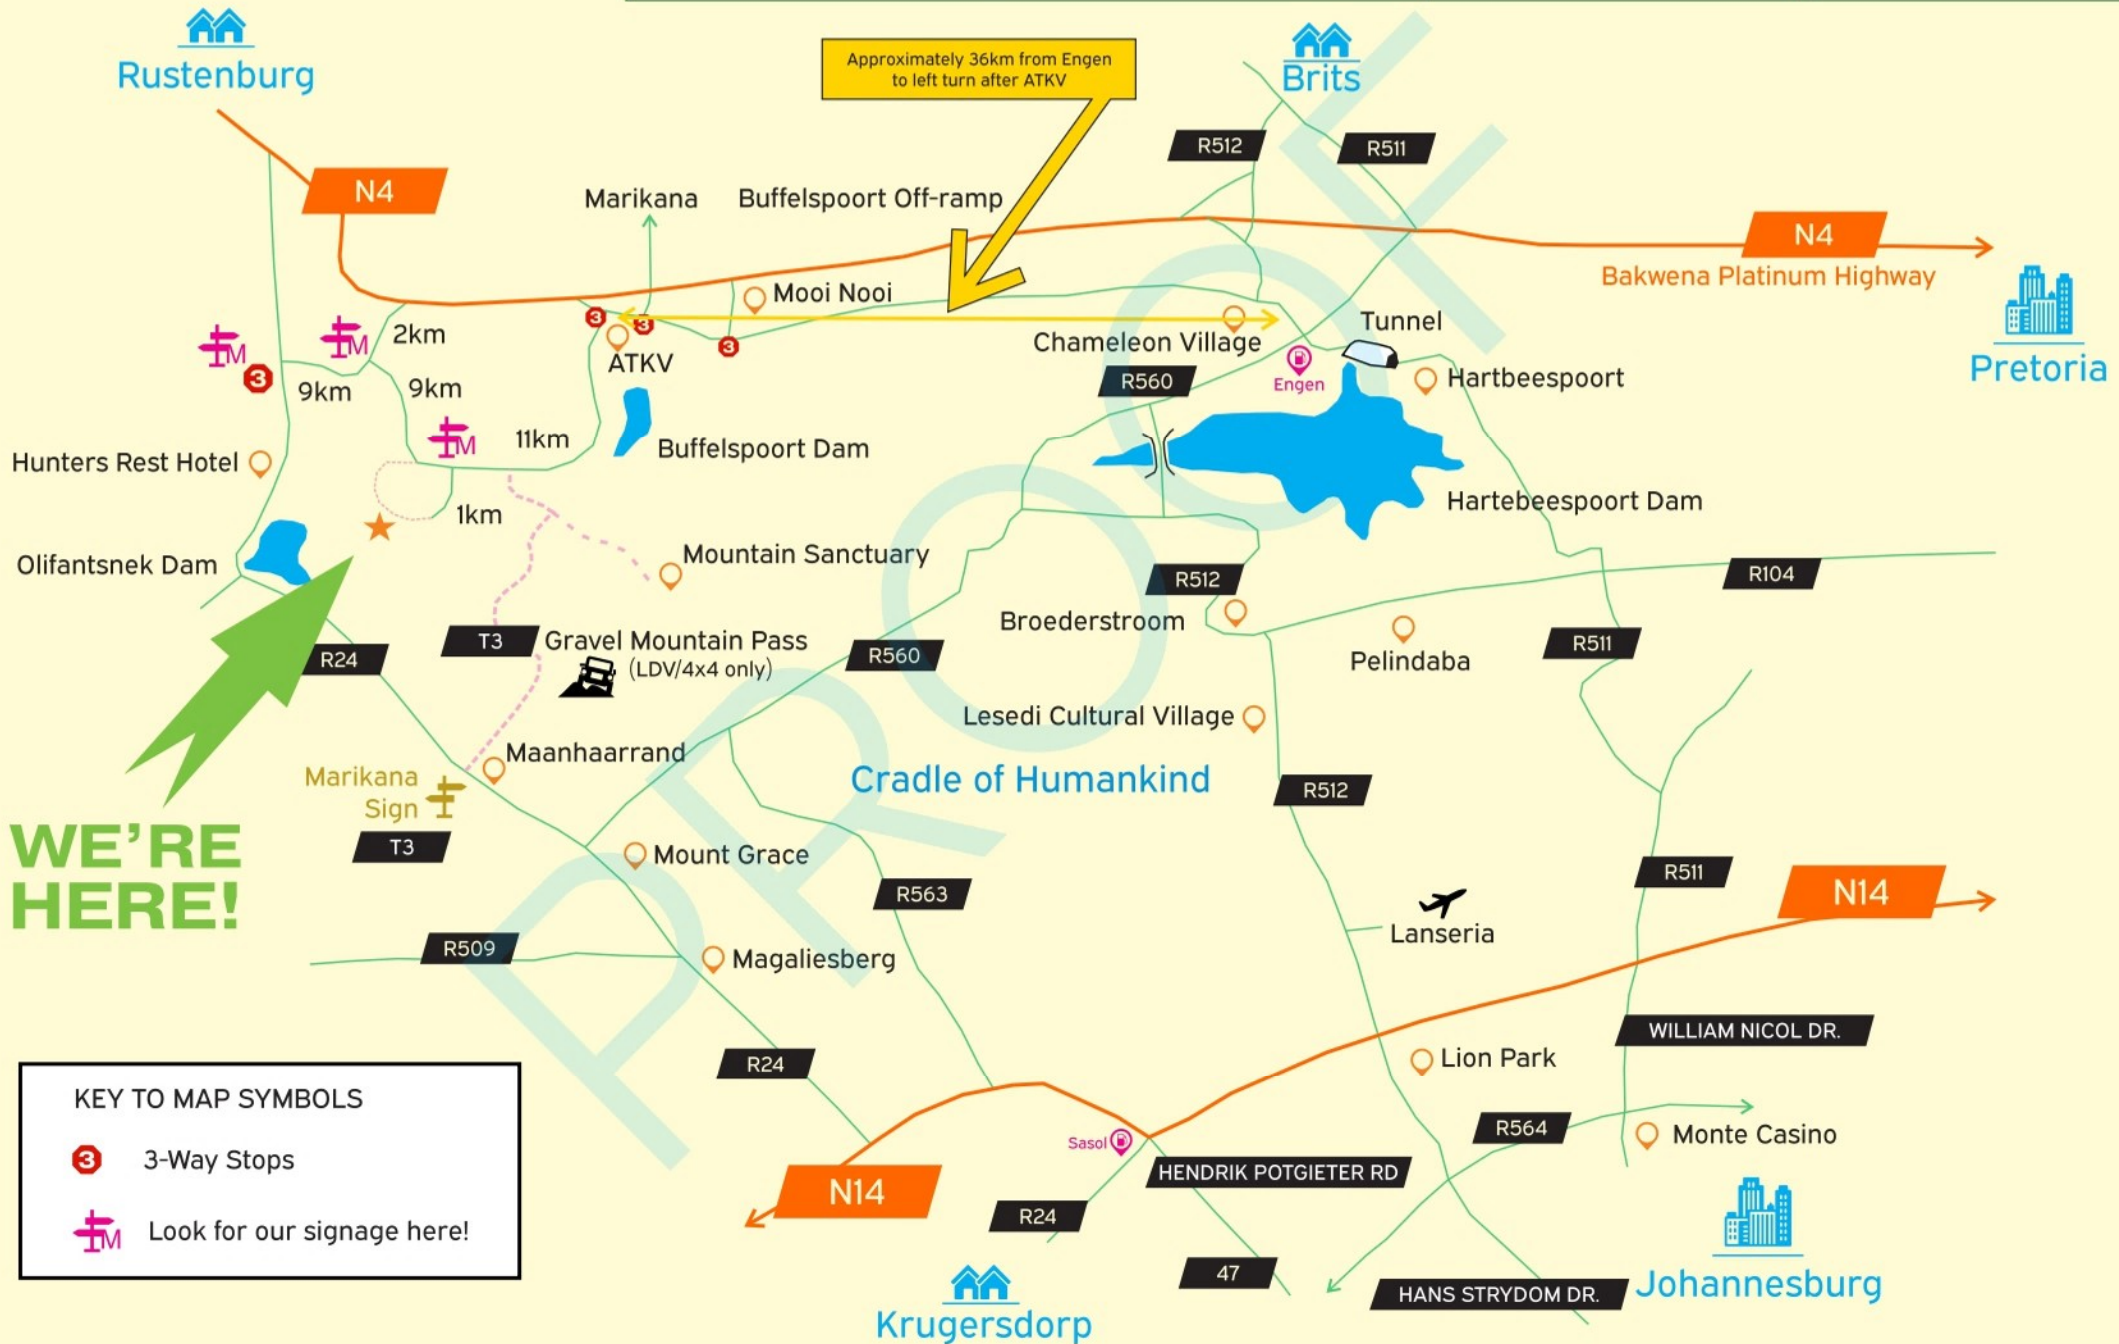 Rustenburg
Approximately 36km from Engen
to left turn after ATKV
Brits
R512
R511
N4
Marikana
Buffelspoort Off-ramp
N4
Bakwena Platinum Highway
Pretoria
Mooi Nooi
3
3
3
ATKV
Chameleon Village
Tunnel
Engen
Hartbeespoort
R560
M
M
3
2km
9km
9km
M
11km
Buffelspoort Dam
Hunters Rest Hotel
1km
Hartebeespoort Dam
Olifantsnek Dam
Mountain Sanctuary
R512
R104
Broederstroom
Pelindaba
R511
R24
T3
Gravel Mountain Pass
(LDV/4x4 only)
R560
Lesedi Cultural Village
Maanhaarrand
Marikana
Sign
T3
Cradle of Humankind
R512
WE'RE
HERE!
Mount Grace
R563
R511
N14
Lanseria
R509
Magaliesberg
WILLIAM NICOL DR.
R24
Lion Park
R564
Monte Casino
Sasol
HENDRIK POTGIETER RD
N14
R24
47
HANS STRYDOM DR.
Johannesburg
Krugersdorp
KEY TO MAP SYMBOLS
3 3-Way Stops
M Look for our signage here!
PROOF